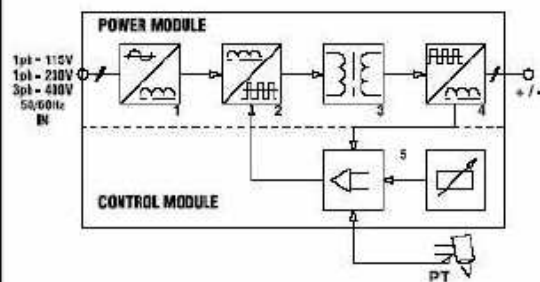 POWER MODULE
1ph - 115V
1ph - 230V
3ph - 400V
50/60Hz
IN
1
2
3
4
+ / -
5
CONTROL MODULE
PT